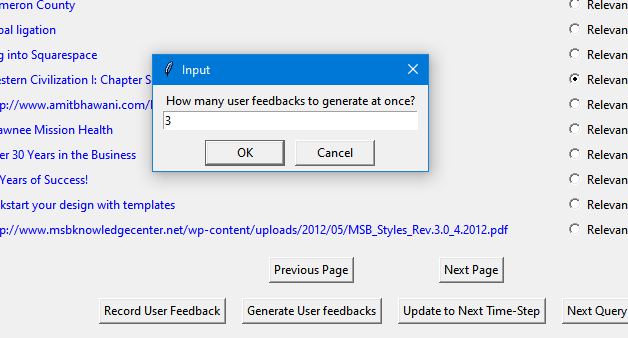 meron County
Relevan
bal ligation
Relevan
g into Squarespace
Relevan
estern Civilization I: Chapter S
Relevan
p://www.amitbhawani.com/
Relevan
awnee Mission Health
Relevan
er 30 Years in the Business
Relevan
Years of Success!
Relevan
kstart your design with templates
Relevan
p://www.msbknowledgecenter.net/wp-content/uploads/2012/05/MSB_Styles_Rev.3.0_4.2012.pdf
Relevan
Input
How many user feedbacks to generate at once?
3
OK Cancel
Previous Page Next Page
Record User Feedback Generate User feedbacks Update to Next Time-Step Next Query